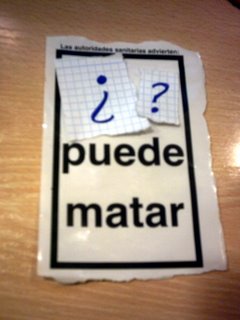 Las autoridades sanitarias advierten:
¿ ?
puede
matar